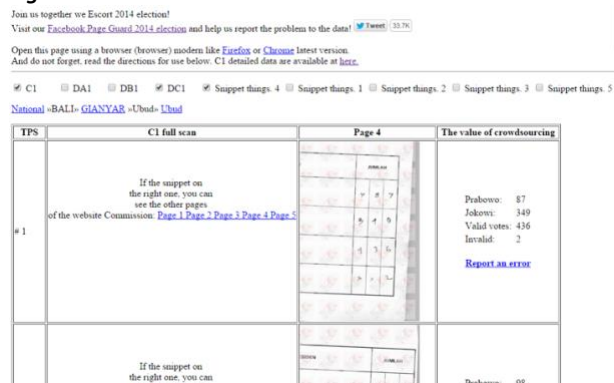 Join us together we Escort 2014 election!
Visit our Facebook Page Guard 2014 election and help us report the problem to the data! Tweet 33.7K
Open this page using a browser (browser) modern like Firefox or Chrome latest version.
And do not forget, read the directions for use below. C1 detailed data are available at here.
C1 DA1 DB1 DC1 Snippet things. 4 Snippet things. 1 Snippet things. 2 Snippet things. 3 Snippet things. 5
National »BALI» GIANYAR »Ubud» Ubud
TPS C1 full scan Page 4 The value of crowdsourcing
#1
If the snippet on
the right one, you can
see the other pages
of the website Commission: Page 1 Page 2 Page 3 Page 4 Page 5
JUMLAH
Prabowo: 87
Jokowi: 349
Valid votes: 436
Invalid: 2
Report an error
If the snippet on
the right one, you can
JUMLAH
Prabowo: 98